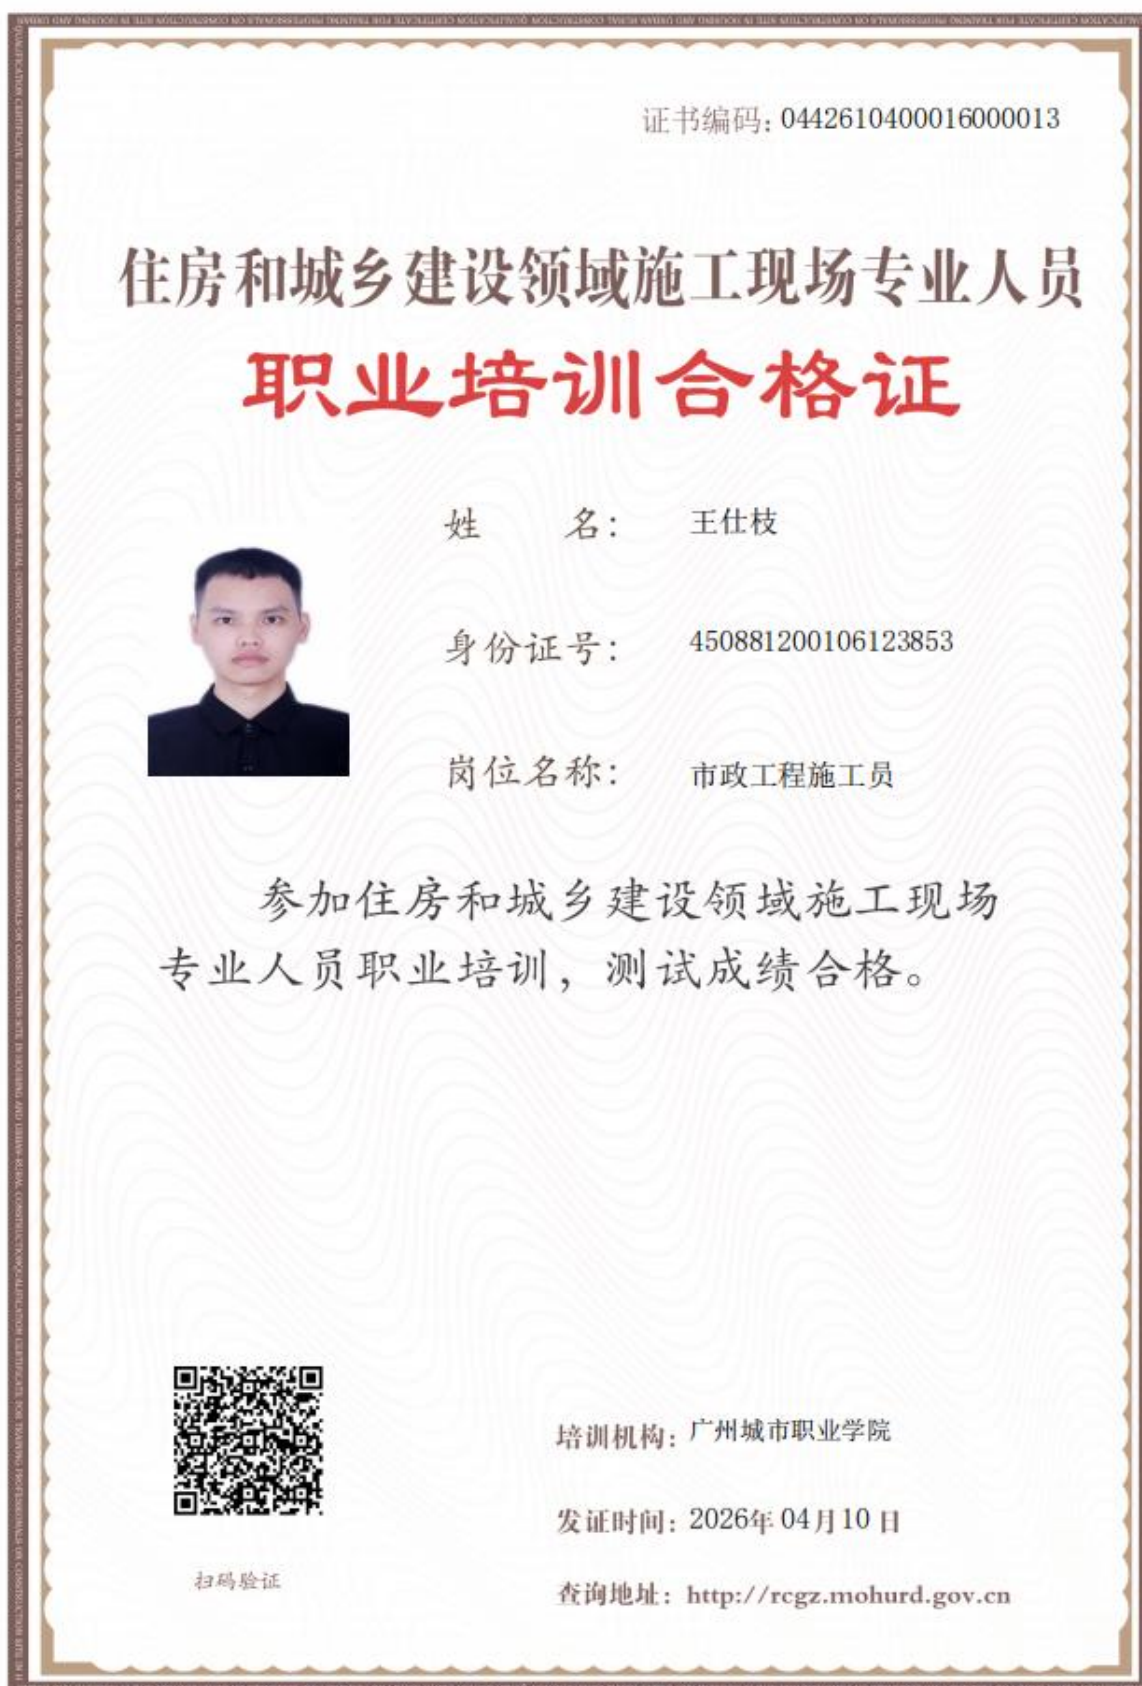 证书编码：0442610400016000013
住房和城乡建设领域施工现场专业人员
职业培训合格证
姓 名： 王仕枝
身份证号： 450881200106123853
岗位名称： 市政工程施工员
参加住房和城乡建设领域施工现场
专业人员职业培训，测试成绩合格。
培训机构：广州城市职业学院
发证时间：2026年04月10日
扫码验证
查询地址：http://rcgz.mohurd.gov.cn